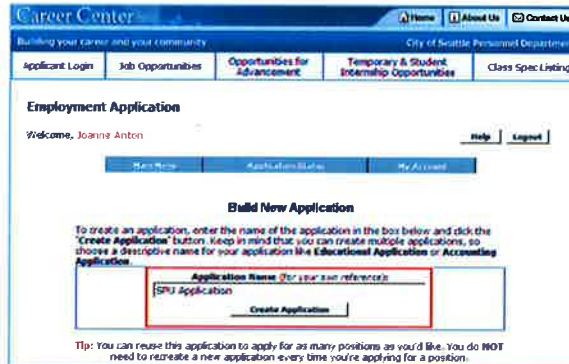 Career Center
Home About Us Contact Us
Building your career and your community City of Seattle Personnel Department
Applicant Login Job Opportunities Opportunities for Advancement Temporary & Student Internship Opportunities Class Spec Listing
Employment Application
Welcome, Joanne Anton Help Logout
Main Menu Application Status My Account
Build New Application
To create an application, enter the name of the application in the box below and click the
"Create Application" button. Keep in mind that you can create multiple applications, so
choose a descriptive name for your application like Educational Application or Accounting
Application.
Application Name (for your own reference):
SPU Application
Create Application
Tip: You can reuse this application to apply for as many positions as you'd like. You do NOT
need to recreate a new application every time you're applying for a position.